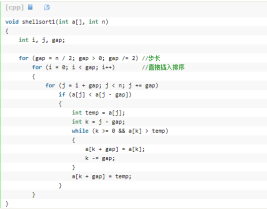 [cpp]
void shellsort1(int a[], int n)
{
int i, j, gap;
for (gap = n / 2; gap > 0; gap /= 2) //步长
for (i = 0; i < gap; i++) //直接插入排序
{
for (j = i + gap; j < n; j += gap)
if (a[j] < a[j - gap])
{
int temp = a[j];
int k = j - gap;
while (k >= 0 && a[k] > temp)
{
a[k + gap] = a[k];
k -= gap;
}
a[k + gap] = temp;
}
}
}